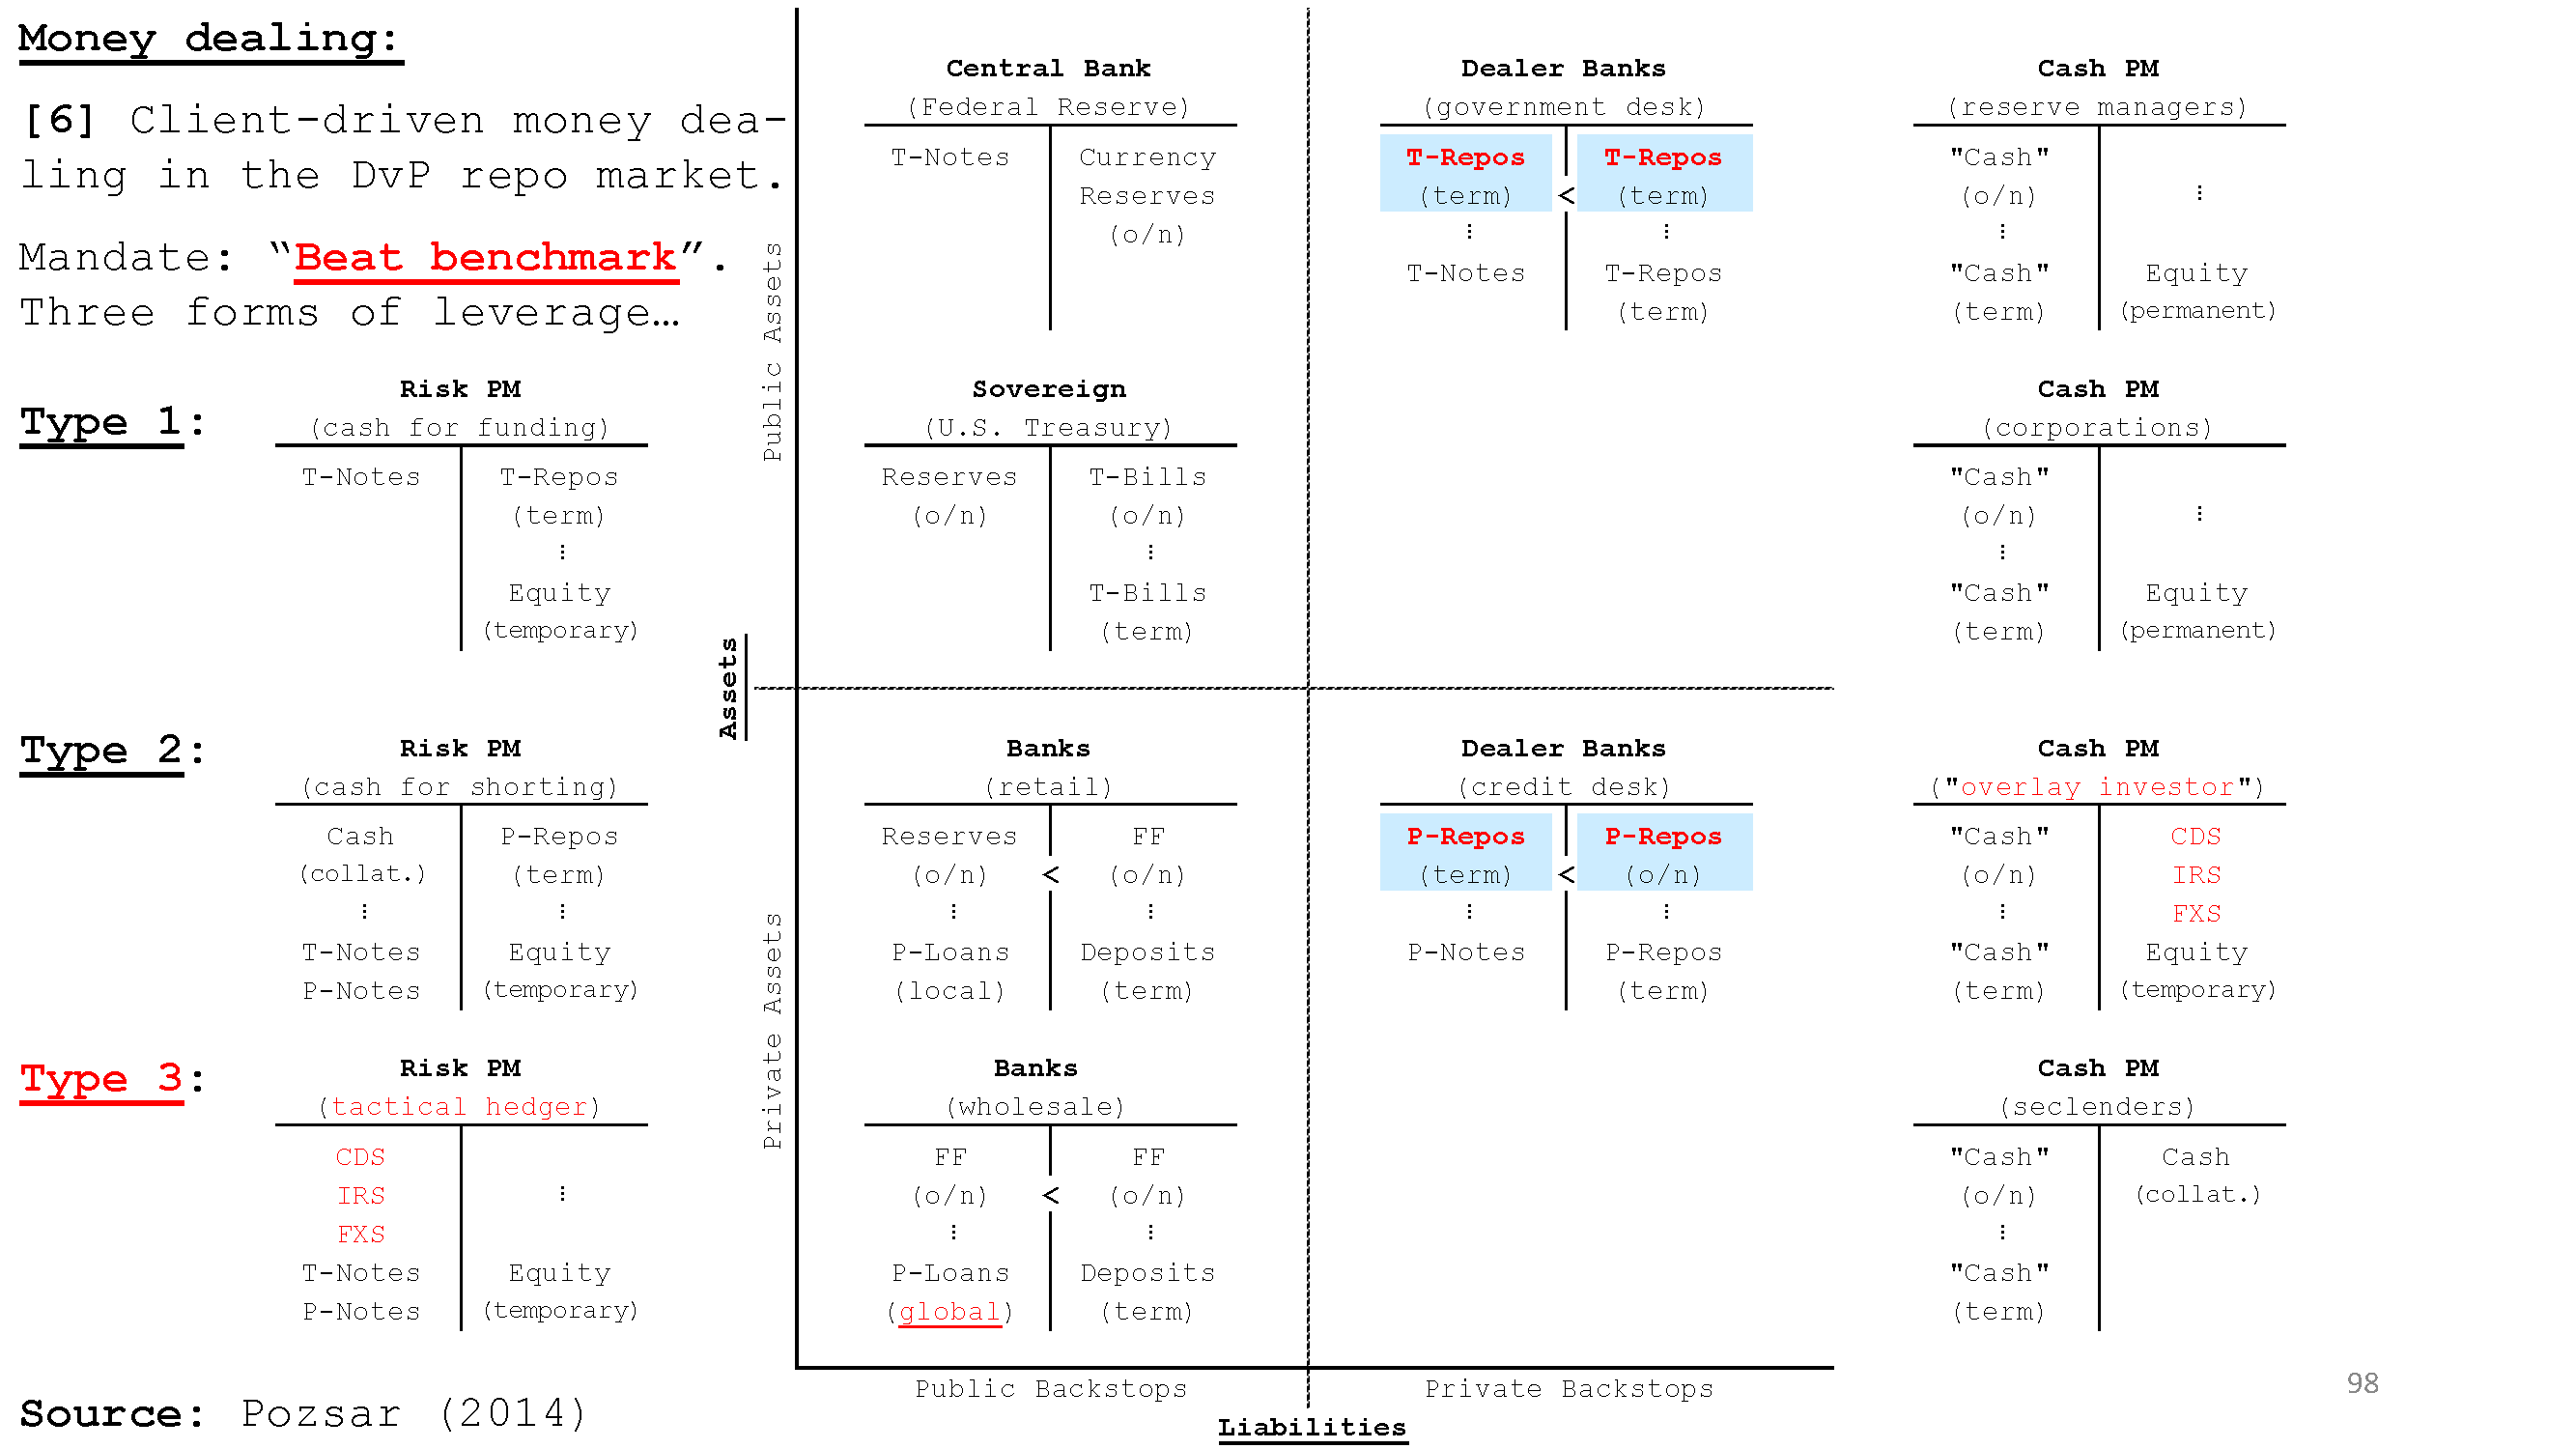 Money dealing:
[6] Client-driven money dea-
ling in the DvP repo market.
Mandate: “Beat benchmark”.
Three forms of leverage…
Type 1:
Risk PM
(cash for funding)
T-Notes T-Repos
(term)
⋮
Equity
(temporary)
Type 2:
Risk PM
(cash for shorting)
Cash P-Repos
(collat.) (term)
⋮ ⋮
T-Notes Equity
P-Notes (temporary)
Type 3:
Risk PM
(tactical hedger)
CDS
IRS ⋮
FXS
T-Notes Equity
P-Notes (temporary)
Source: Pozsar (2014)
Assets
Public Assets
Private Assets
Central Bank
(Federal Reserve)
T-Notes Currency
Reserves
(o/n)
Sovereign
(U.S. Treasury)
Reserves T-Bills
(o/n) (o/n)
⋮
T-Bills
(term)
Banks
(retail)
Reserves FF
(o/n) < (o/n)
⋮ ⋮
P-Loans Deposits
(local) (term)
Banks
(wholesale)
FF FF
(o/n) < (o/n)
⋮ ⋮
P-Loans Deposits
(global) (term)
Dealer Banks
(government desk)
T-Repos T-Repos
(term) < (term)
⋮ ⋮
T-Notes T-Repos
(term)
Dealer Banks
(credit desk)
P-Repos P-Repos
(term) < (o/n)
⋮ ⋮
P-Notes P-Repos
(term)
Public Backstops Private Backstops
Liabilities
Cash PM
(reserve managers)
"Cash"
(o/n) ⋮
⋮
"Cash" Equity
(term) (permanent)
Cash PM
(corporations)
"Cash"
(o/n) ⋮
⋮
"Cash" Equity
(term) (permanent)
Cash PM
("overlay investor")
"Cash" CDS
(o/n) IRS
⋮ FXS
"Cash" Equity
(term) (temporary)
Cash PM
(seclenders)
"Cash" Cash
(o/n) (collat.)
⋮
"Cash"
(term)
98